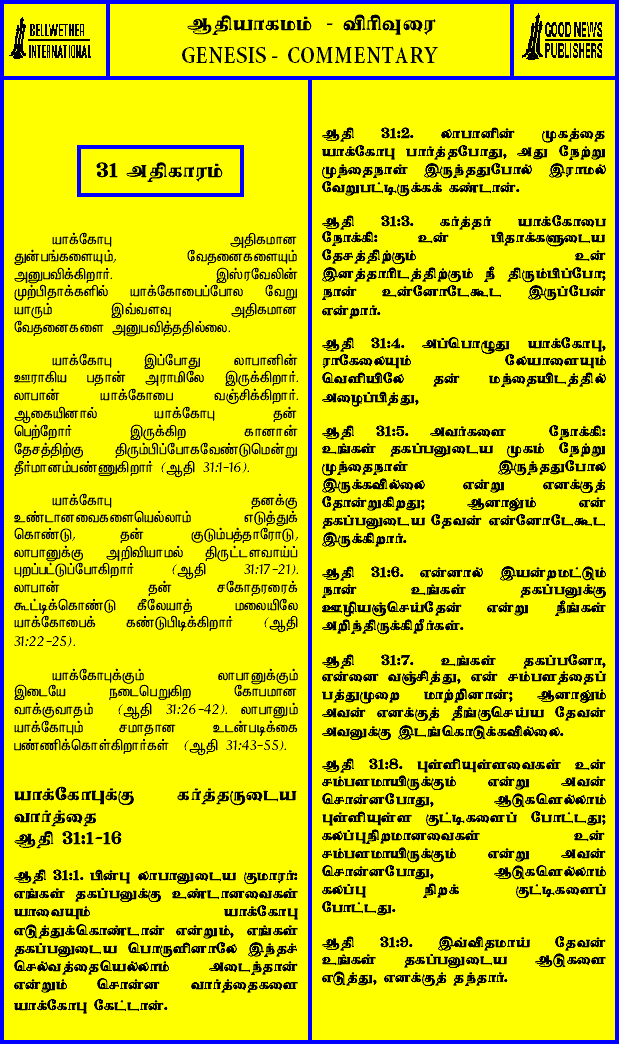 BELLWETHER
INTERNATIONAL
ஆதியாகமம் - விரிவுரை
GENESIS - COMMENTARY
GOOD NEWS
PUBLISHERS
31 அதிகாரம்
யாக்கோபு அதிகமான
துன்பங்களையும், வேதனைகளையும்
அனுபவிக்கிறார். இஸ்ரவேலின்
முற்பிதாக்களில் யாக்கோபைப்போல வேறு
யாரும் இவ்வளவு அதிகமான
வேதனைகளை அனுபவித்ததில்லை.
யாக்கோபு இப்போது லாபானின்
ஊராகிய பதான் அராமிலே இருக்கிறார்.
லாபான் யாக்கோபை வஞ்சிக்கிறார்.
ஆகையினால் யாக்கோபு தன்
பெற்றோர் இருக்கிற கானான்
தேசத்திற்கு திரும்பிப்போகவேண்டுமென்று
தீர்மானம்பண்ணுகிறார் (ஆதி 31:1-16).
யாக்கோபு தனக்கு
உண்டானவைகளையெல்லாம் எடுத்துக்
கொண்டு, தன் குடும்பத்தாரோடு,
லாபானுக்கு அறிவியாமல் திருட்டளவாய்ப்
புறப்பட்டுப்போகிறார் (ஆதி 31:17-21).
லாபான் தன் சகோதரரைக்
கூட்டிக்கொண்டு கீலேயாத் மலையிலே
யாக்கோபைக் கண்டுபிடிக்கிறார் (ஆதி
31:22-25).
யாக்கோபுக்கும் லாபானுக்கும்
இடையே நடைபெறுகிற கோபமான
வாக்குவாதம் (ஆதி 31:26-42). லாபானும்
யாக்கோபும் சமாதான உடன்படிக்கை
பண்ணிக்கொள்கிறார்கள் (ஆதி 31:43-55).
யாக்கோபுக்கு கர்த்தருடைய
வார்த்தை
ஆதி 31:1-16
ஆதி 31:1. பின்பு லாபானுடைய குமாரர்:
எங்கள் தகப்பனுக்கு உண்டானவைகள்
யாவையும் யாக்கோபு
எடுத்துக்கொண்டான் என்றும், எங்கள்
தகப்பனுடைய பொருளினாலே இந்தச்
செல்வத்தையெல்லாம் அடைந்தான்
என்றும் சொன்ன வார்த்தைகளை
யாக்கோபு கேட்டான்.
ஆதி 31:2. லாபானின் முகத்தை
யாக்கோபு பார்த்தபோது, அது நேற்று
முந்தைநாள் இருந்ததுபோல் இராமல்
வேறுபட்டிருக்கக் கண்டான்.
ஆதி 31:3. கர்த்தர் யாக்கோபை
நோக்கி: உன் பிதாக்களுடைய
தேசத்திற்கும் உன்
இனத்தாரிடத்திற்கும் நீ திரும்பிப்போ;
நான் உன்னோடேகூட இருப்பேன்
என்றார்.
ஆதி 31:4. அப்பொழுது யாக்கோபு,
ராகேலையும் லேயாளையும்
வெளியிலே தன் மந்தையிடத்தில்
அழைப்பித்து,
ஆதி 31:5. அவர்களை நோக்கி:
உங்கள் தகப்பனுடைய முகம் நேற்று
முந்தைநாள் இருந்ததுபோல
இருக்கவில்லை என்று எனக்குத்
தோன்றுகிறது; ஆனாலும் என்
தகப்பனுடைய தேவன் என்னோடேகூட
இருக்கிறார்.
ஆதி 31:6. என்னால் இயன்றமட்டும்
நான் உங்கள் தகப்பனுக்கு
ஊழியஞ்செய்தேன் என்று நீங்கள்
அறிந்திருக்கிறீர்கள்.
ஆதி 31:7. உங்கள் தகப்பனோ,
என்னை வஞ்சித்து, என் சம்பளத்தைப்
பத்துமுறை மாற்றினான்; ஆனாலும்
அவன் எனக்குத் தீங்குசெய்ய தேவன்
அவனுக்கு இடங்கொடுக்கவில்லை.
ஆதி 31:8. புள்ளியுள்ளவைகள் உன்
சம்பளமாயிருக்கும் என்று அவன்
சொன்னபோது, ஆடுகளெல்லாம்
புள்ளியுள்ள குட்டிகளைப் போட்டது;
கலப்புநிறமானவைகள் உன்
சம்பளமாயிருக்கும் என்று அவன்
சொன்னபோது, ஆடுகளெல்லாம்
கலப்பு நிறக் குட்டிகளைப்
போட்டது.
ஆதி 31:9. இவ்விதமாய் தேவன்
உங்கள் தகப்பனுடைய ஆடுகளை
எடுத்து, எனக்குத் தந்தார்.